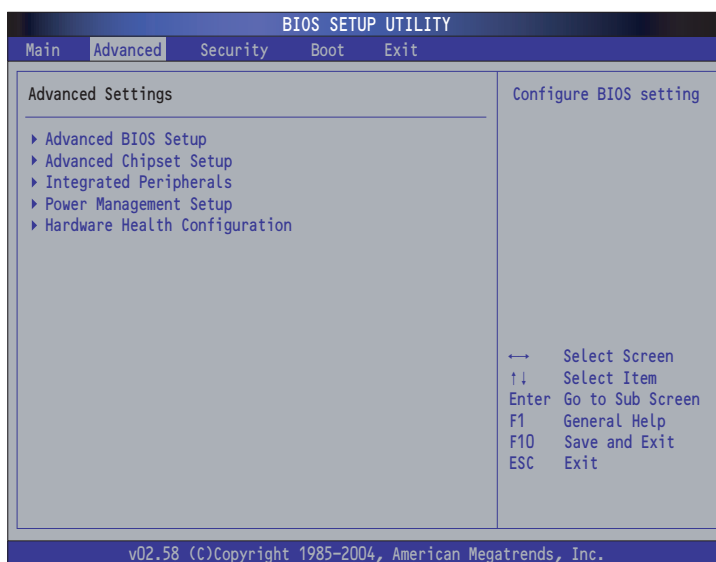 BIOS SETUP UTILITY
Main Advanced Security Boot Exit
Advanced Settings
Advanced BIOS Setup
Advanced Chipset Setup
Integrated Peripherals
Power Management Setup
Hardware Health Configuration
Configure BIOS setting
←→ Select Screen
↑↓ Select Item
Enter Go to Sub Screen
F1 General Help
F10 Save and Exit
ESC Exit
v02.58 (C)Copyright 1985-2004, American Megatrends, Inc.